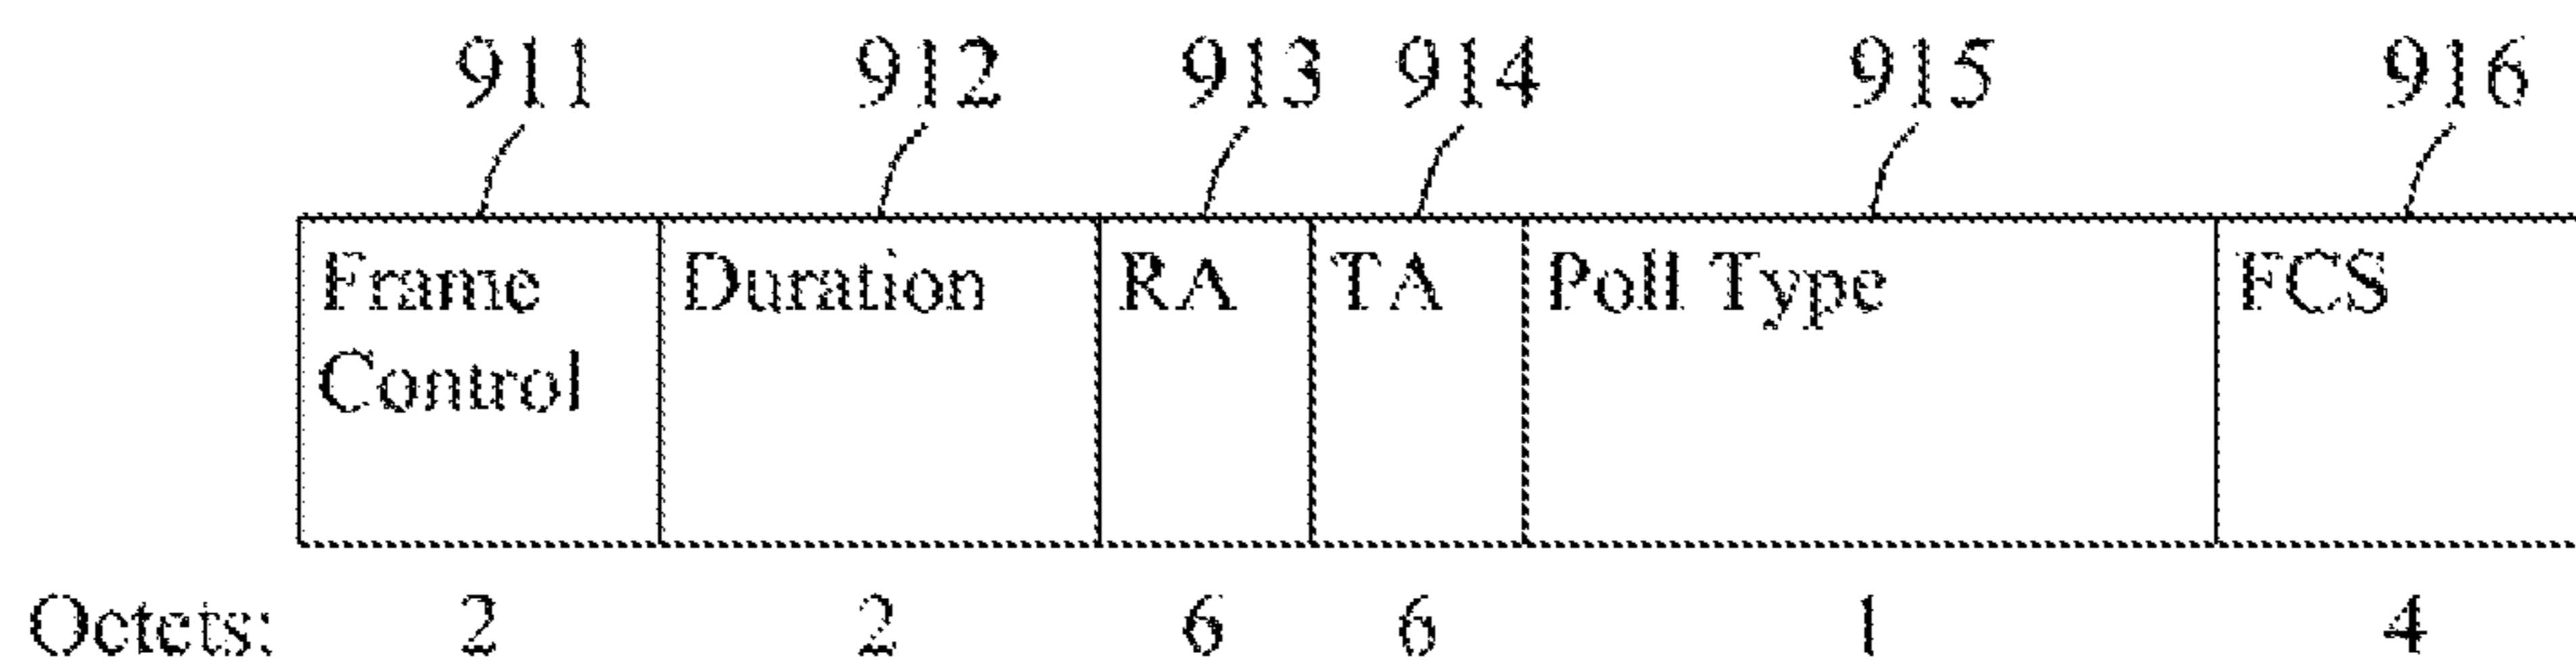 911 912 913 914 915 916
Frame Control Duration RA TA Poll Type FCS
Octets: 2 2 6 6 1 4